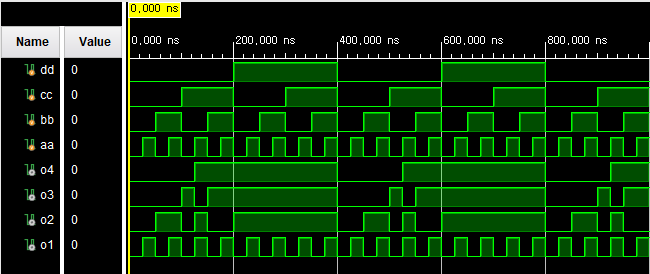 0,000 ns
Name Value 0,000 ns 200,000 ns 400,000 ns 600,000 ns 800,000 ns
dd 0
cc 0
bb 0
aa 0
o4 0
o3 0
o2 0
o1 0